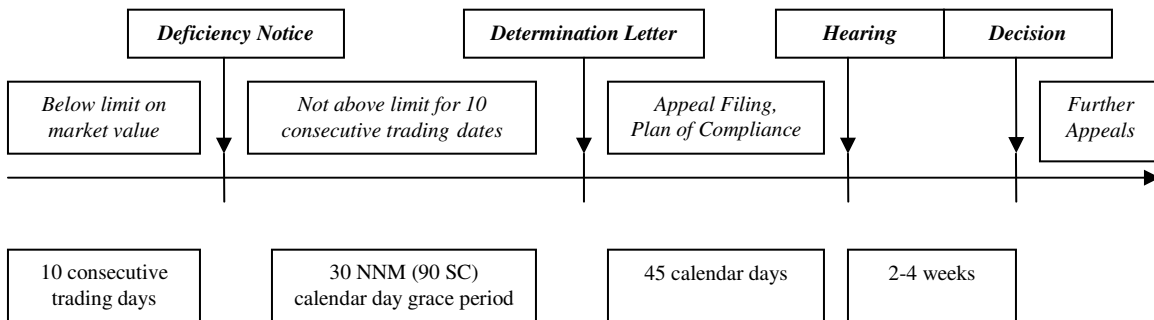 Deficiency Notice
Determination Letter
Hearing
Decision
Below limit on
market value
Not above limit for 10
consecutive trading dates
Appeal Filing,
Plan of Compliance
Further
Appeals
10 consecutive
trading days
30 NNM (90 SC)
calendar day grace period
45 calendar days
2-4 weeks